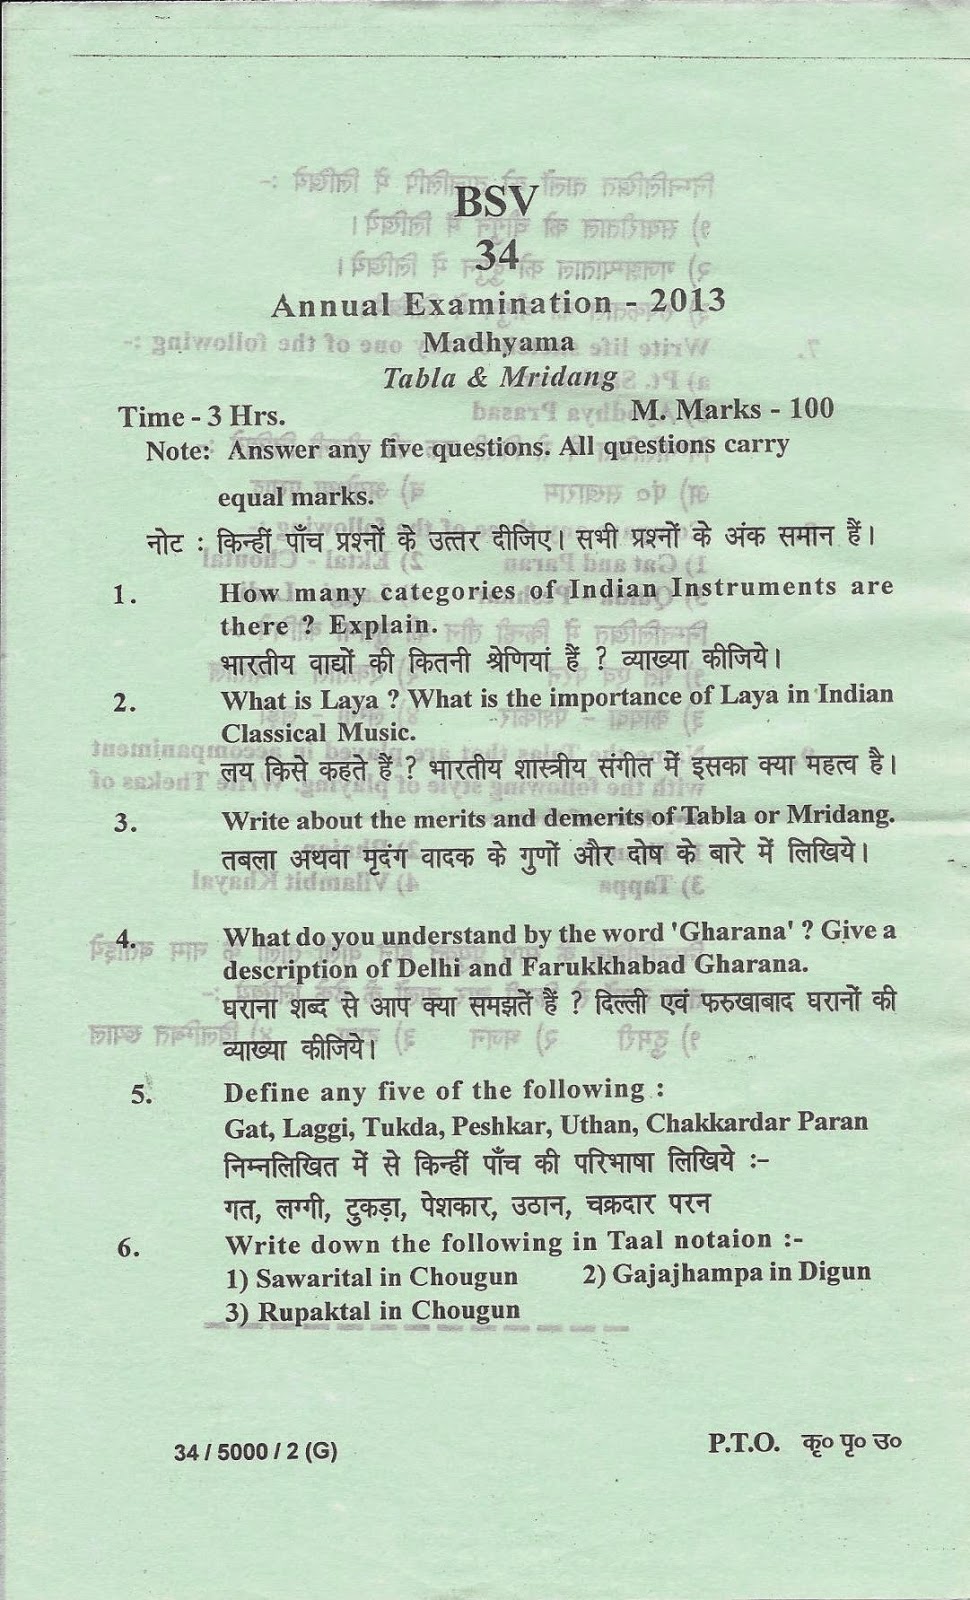 BSV
34
Annual Examination - 2013
Madhyama
Tabla & Mridang
Time - 3 Hrs. M. Marks - 100
Note: Answer any five questions. All questions carry
equal marks.
नोट : किन्हीं पाँच प्रश्नों के उत्तर दीजिए। सभी प्रश्नों के अंक समान हैं।
1. How many categories of Indian Instruments are
there ? Explain.
भारतीय वाद्यों की कितनी श्रेणियां हैं ? व्याख्या कीजिये।
2. What is Laya ? What is the importance of Laya in Indian
Classical Music.
लय किसे कहते हैं ? भारतीय शास्त्रीय संगीत में इसका क्या महत्व है।
3. Write about the merits and demerits of Tabla or Mridang.
तबला अथवा मृदंग वादक के गुणों और दोष के बारे में लिखिये।
4. What do you understand by the word 'Gharana' ? Give a
description of Delhi and Farukkhabad Gharana.
घराना शब्द से आप क्या समझतें हैं ? दिल्ली एवं फरुखाबाद घरानों की
व्याख्या कीजिये।
5. Define any five of the following :
Gat, Laggi, Tukda, Peshkar, Uthan, Chakkardar Paran
निम्नलिखित में से किन्हीं पाँच की परिभाषा लिखिये :-
गत, लग्गी, टुकड़ा, पेशकार, उठान, चक्रदार परन
6. Write down the following in Taal notaion :-
1) Sawarital in Chougun 2) Gajajhampa in Digun
3) Rupaktal in Chougun
34 / 5000 / 2 (G) P.T.O. कृ० पृ० उ०